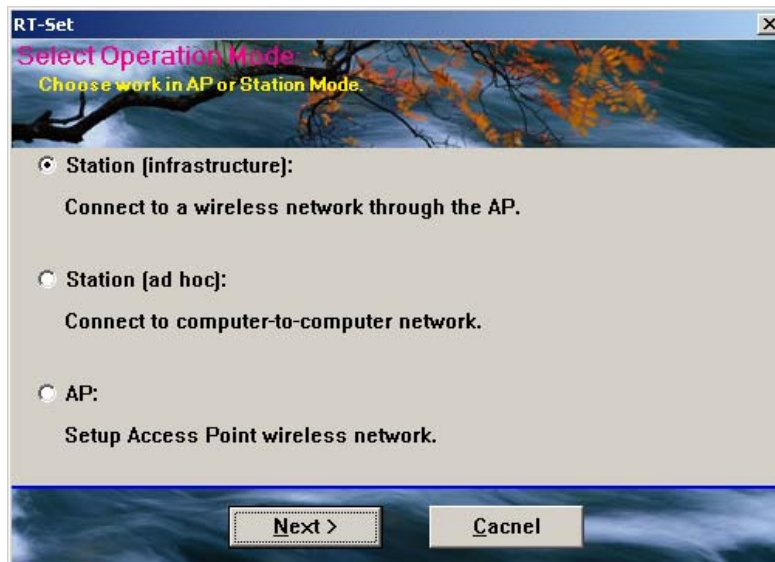 RT-Set
Select Operation Mode:
Choose work in AP or Station Mode.
Station (infrastructure):
Connect to a wireless network through the AP.
Station (ad hoc):
Connect to computer-to-computer network.
AP:
Setup Access Point wireless network.
Next >
Cacnel